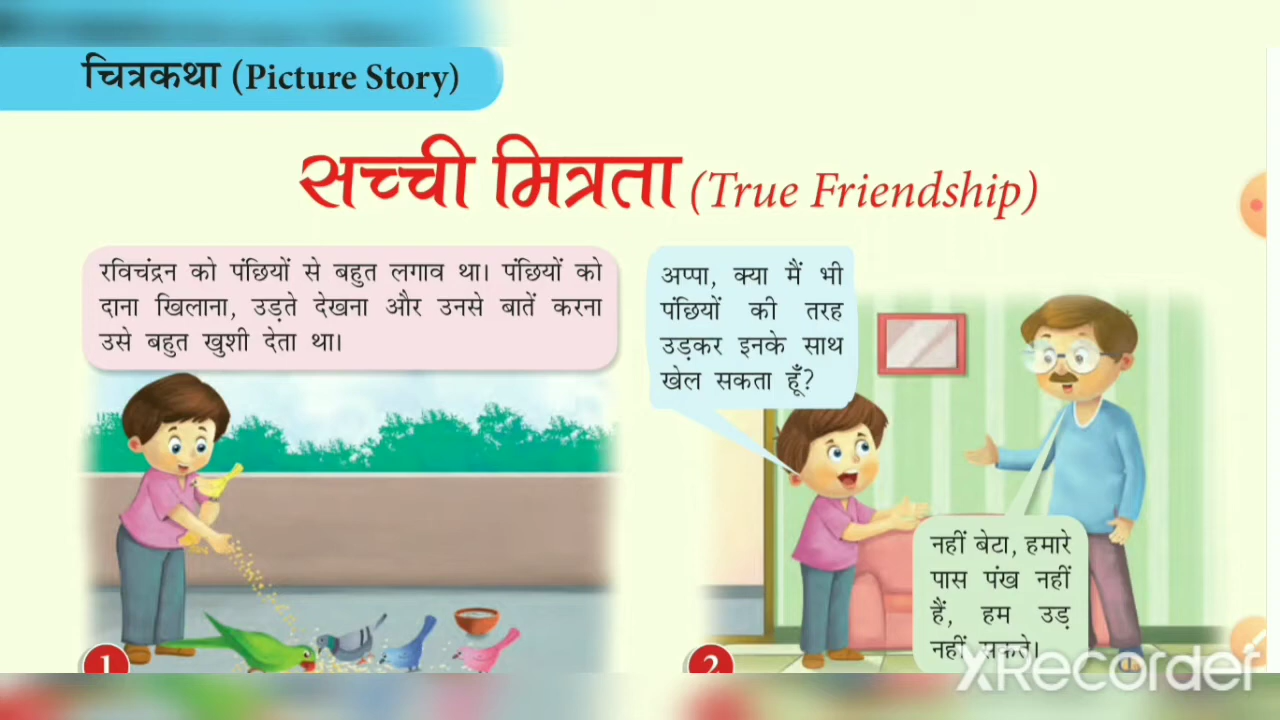 चित्रकथा (Picture Story)
सच्ची मित्रता (True Friendship)
रविचंद्रन को पंछियों से बहुत लगाव था। पंछियों को
दाना खिलाना, उड़ते देखना और उनसे बातें करना
उसे बहुत खुशी देता था।
अप्पा, क्या मैं भी
पंछियों की तरह
उड़कर इनके साथ
खेल सकता हूँ?
नहीं बेटा, हमारे
पास पंख नहीं
हैं, हम उड़
नहीं सकते।
1
2
XRecorder